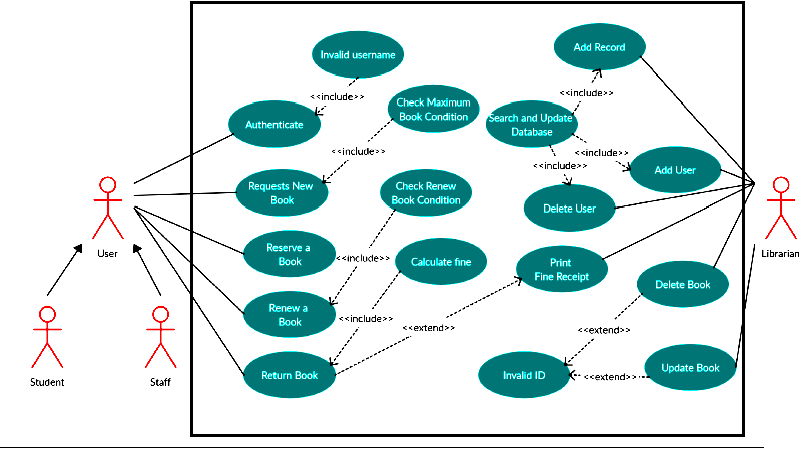 Invalid username
Add Record
<<include>>
<<include>>
Check Maximum
Book Condition
Authenticate
Search and Update
Database
<<include>>
<<include>>
<<include>>
Requests New
Book
Check Renew
Book Condition
Add User
Delete User
User
Librarian
Reserve a
Book
<<include>>
Calculate fine
Print
Fine Receipt
Delete Book
Renew a
Book
<<include>>
<<extend>>
<<extend>>
Student
Staff
Return Book
Invalid ID
<<extend>>
Update Book